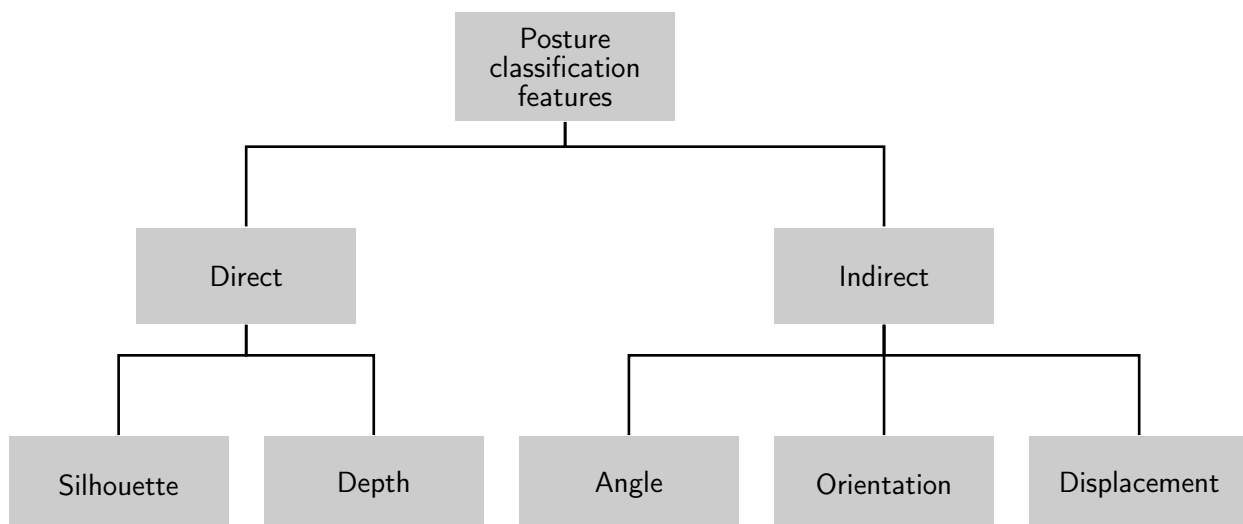 Posture
classification
features
Direct
Indirect
Silhouette
Depth
Angle
Orientation
Displacement